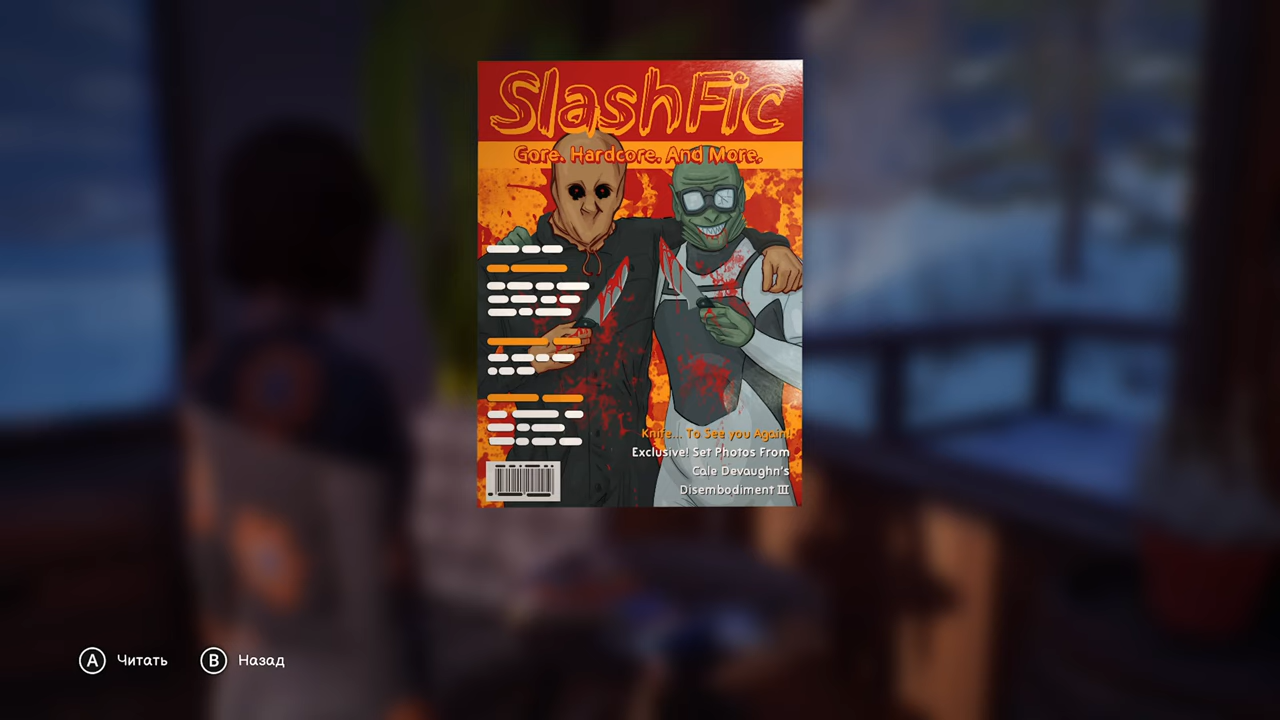 SlashFic
Gore. Hardcore. And More.
Knife... To See you Again!
Exclusive! Set Photos From
Cale Devaughn's
Disembodiment III
A Читать B Назад